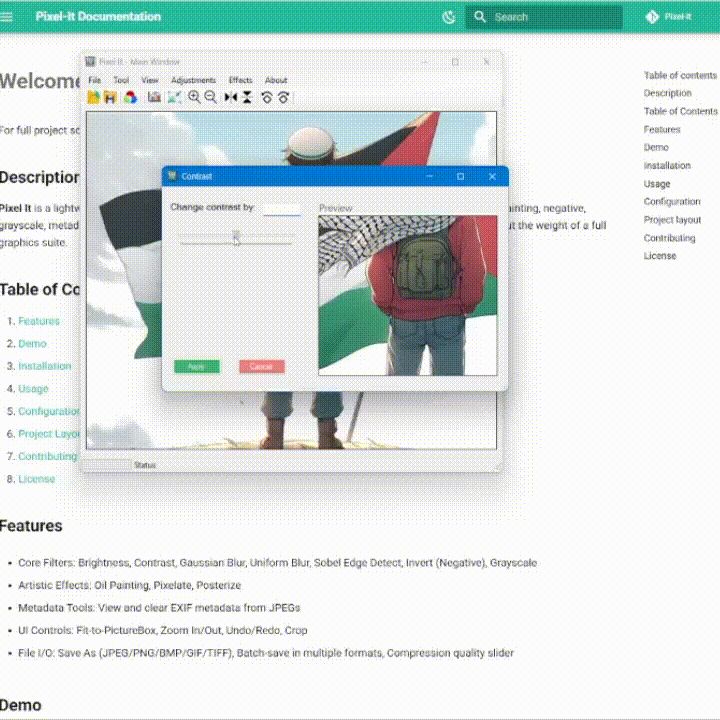 Pixel-It Documentation
Search
Pixel-It
Welcome
For full project
Description
Pixel It is a lightw
grayscale, metad
graphics suite.
ainting, negative,
ut the weight of a full
Table of Co
1. Features
2. Demo
3. Installation
4. Usage
5. Configuration
6. Project Layou
7. Contributing
8. License
Pixel It - Main Window
File Tool View Adjustments Effects About
Contrast
Change contrast by:
Preview
Apply
Cancel
Status
Table of contents
Description
Table of Contents
Features
Demo
Installation
Usage
Configuration
Project layout
Contributing
License
Features
• Core Filters: Brightness, Contrast, Gaussian Blur, Uniform Blur, Sobel Edge Detect, Invert (Negative), Grayscale
• Artistic Effects: Oil Painting, Pixelate, Posterize
• Metadata Tools: View and clear EXIF metadata from JPEGs
• UI Controls: Fit-to-PictureBox, Zoom In/Out, Undo/Redo, Crop
• File I/O: Save As (JPEG/PNG/BMP/GIF/TIFF), Batch-save in multiple formats, Compression quality slider
Demo